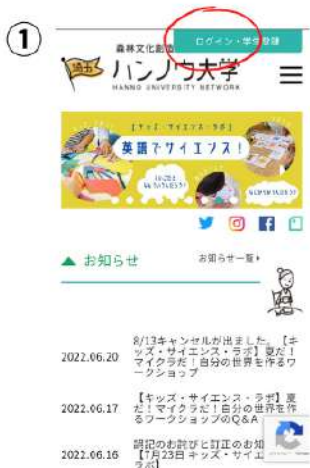 ①
ログイン・学生登録
森林文化創造
埼玉
ハンノウ大学
HANNO UNIVERSITY NETWORK
[キッズ・サイエンス・ラボ]
英語でサイエンス!
お知らせ
お知らせ一覧
2022.06.20
8/13キャンセルが出ました。【キ
ッズ・サイエンス・ラボ】夏だ!
マイクラだ!自分の世界を作るワ
ークショップ
2022.06.17
【キッズ・サイエンス・ラボ】夏
だ!マイクラだ!自分の世界を作
るワークショップのQ&A
2022.06.16
誤記のお詫びと訂正のお知
【7月23日 キッズ・サイエ
ラボ】